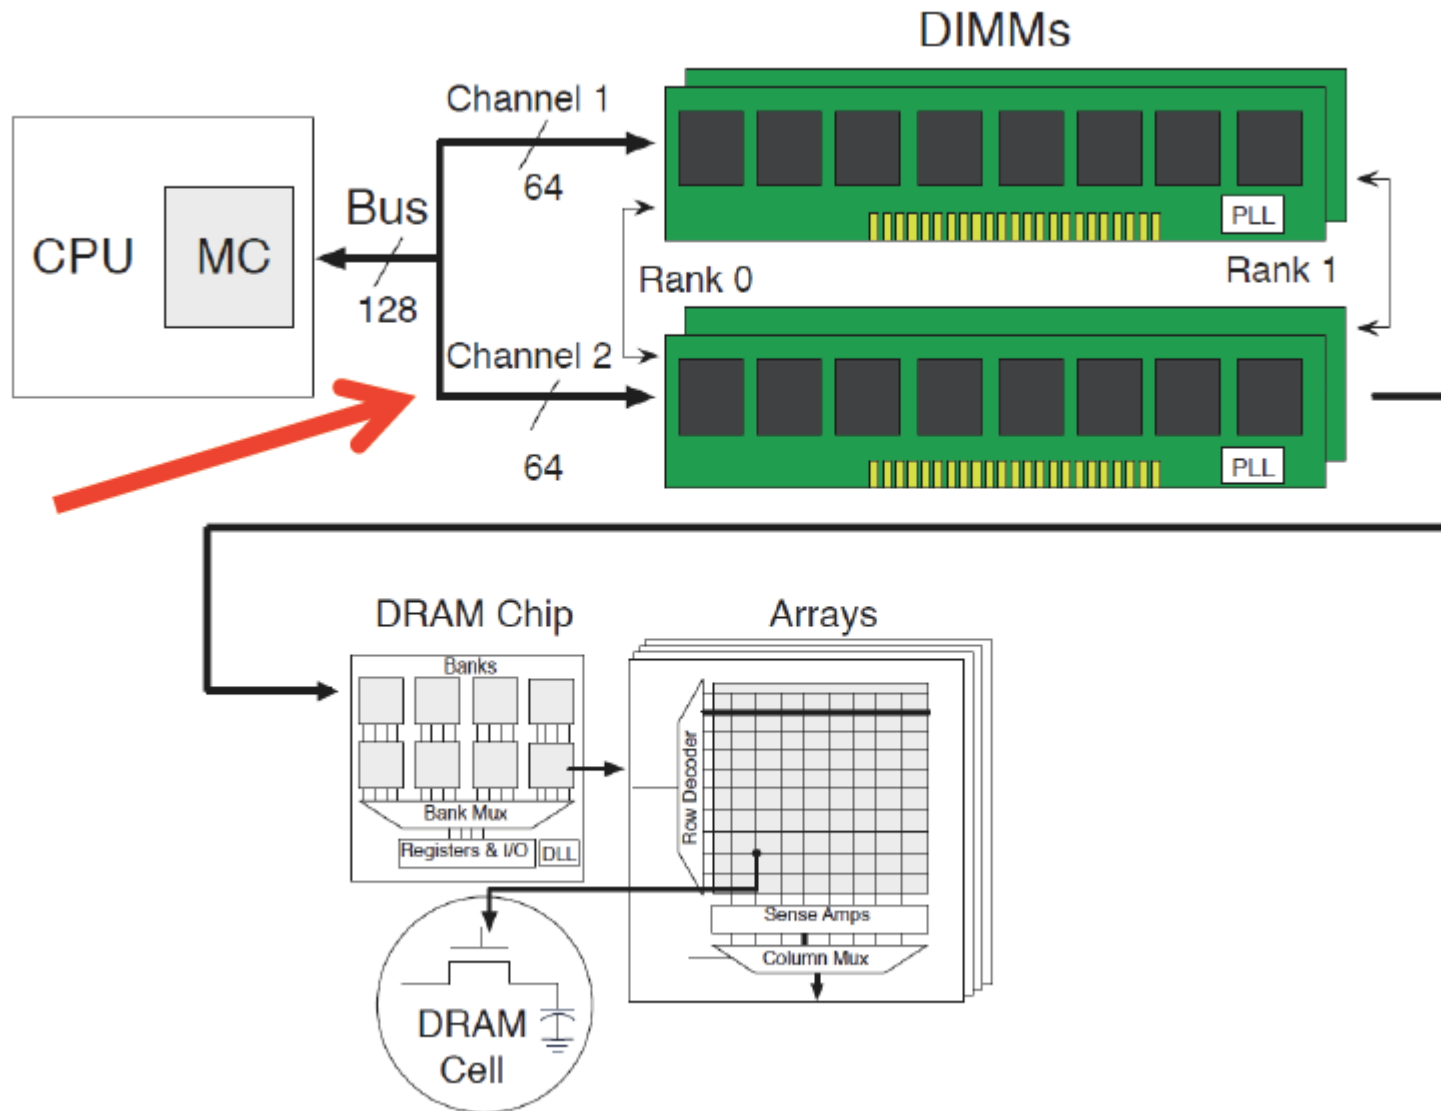 DIMMs
Channel 1
64
Bus
CPU
MC
128
PLL
Rank 0
Rank 1
Channel 2
64
PLL
DRAM Chip
Arrays
Banks
Bank Mux
Registers & I/O
DLL
Row Decoder
Sense Amps
Column Mux
DRAM
Cell